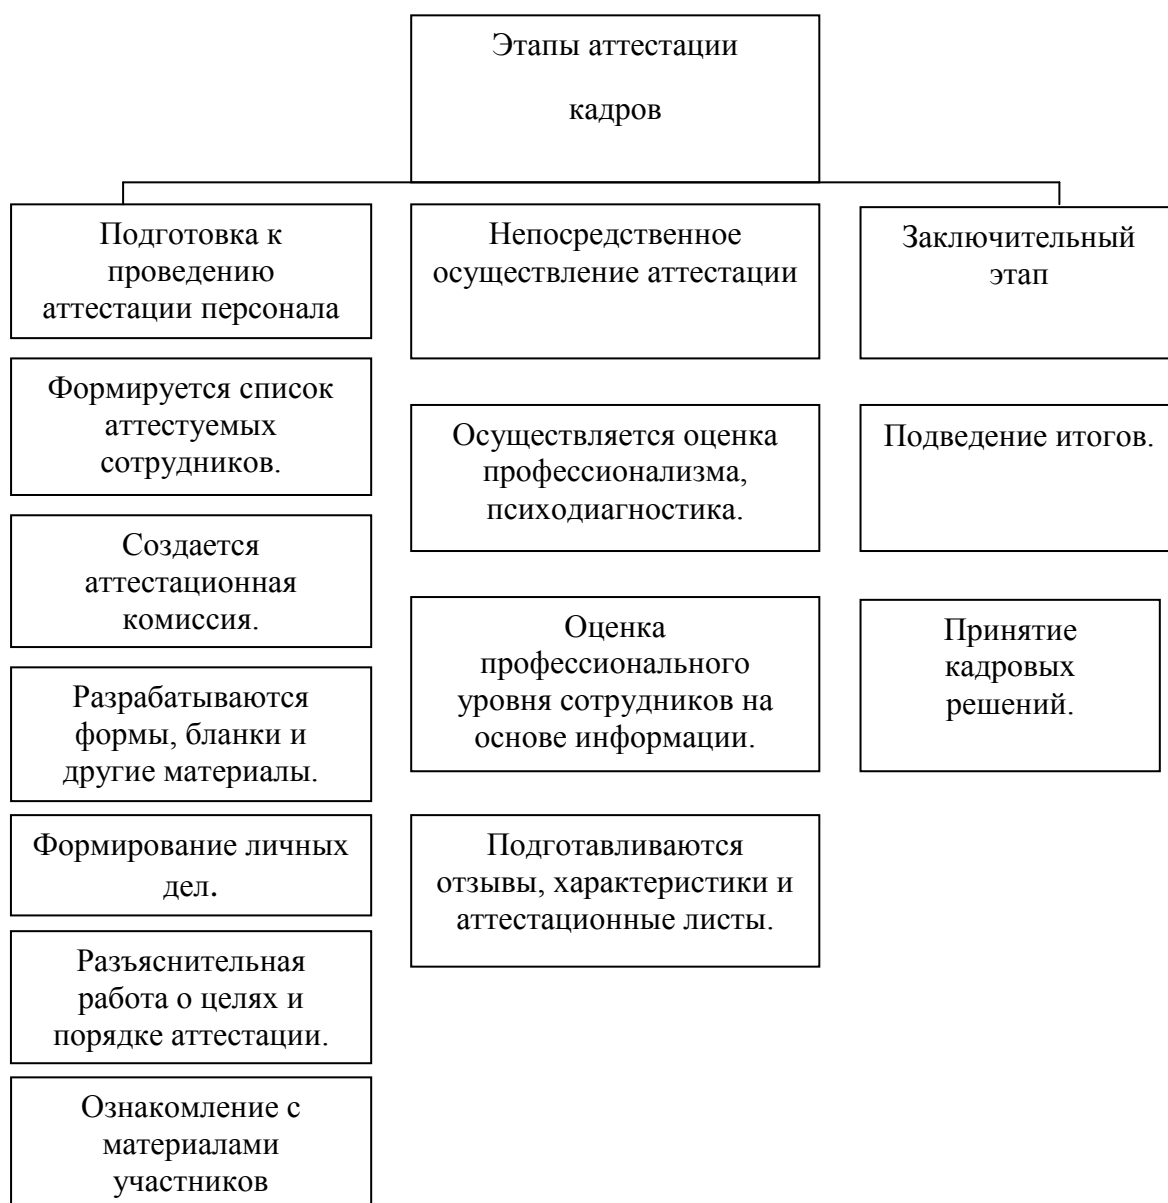 Этапы аттестации
кадров
Подготовка к
проведению
аттестации персонала
Формируется список
аттестуемых
сотрудников.
Создается
аттестационная
комиссия.
Разрабатываются
формы, бланки и
другие материалы.
Формирование личных
дел.
Разъяснительная
работа о целях и
порядке аттестации.
Ознакомление с
материалами
участников
Непосредственное
осуществление аттестации
Осуществляется оценка
профессионализма,
психодиагностика.
Оценка
профессионального
уровня сотрудников на
основе информации.
Подготавливаются
отзывы, характеристики и
аттестационные листы.
Заключительный
этап
Подведение итогов.
Принятие
кадровых
решений.